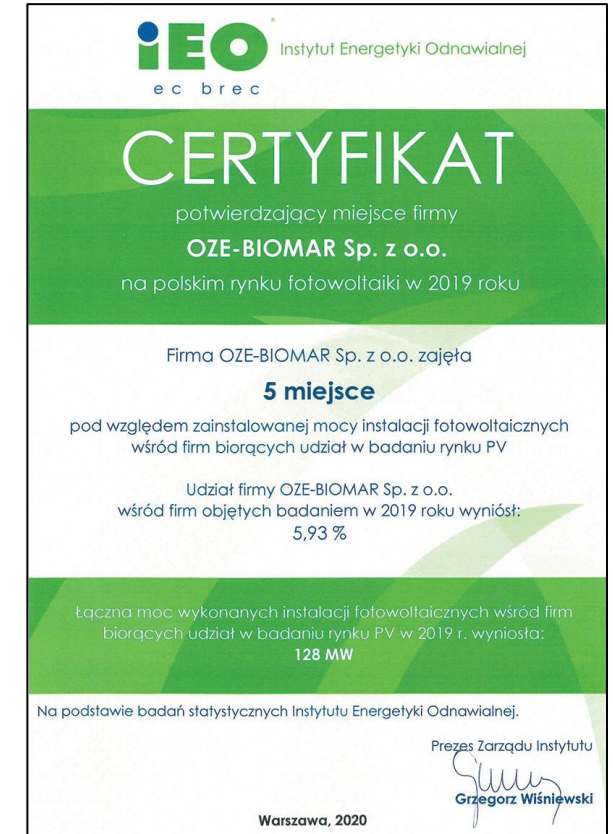 iEO Instytut Energetyki Odnawialnej
ec brec
CERTYFIKAT
potwierdzający miejsce firmy
OZE-BIOMAR Sp. z o.o.
na polskim rynku fotowoltaiki w 2019 roku
Firma OZE-BIOMAR Sp. z o.o. zajęła
5 miejsce
pod względem zainstalowanej mocy instalacji fotowoltaicznych
wśród firm biorących udział w badaniu rynku PV
Udział firmy OZE-BIOMAR Sp. z o.o.
wśród firm objętych badaniem w 2019 roku wyniósł:
5,93 %
Łączna moc wykonanych instalacji fotowoltaicznych wśród firm
biorących udział w badaniu rynku PV w 2019 r. wyniosła:
128 MW
Na podstawie badań statystycznych Instytutu Energetyki Odnawialnej.
Prezes Zarządu Instytutu
Grzegorz Wiśniewski
Warszawa, 2020